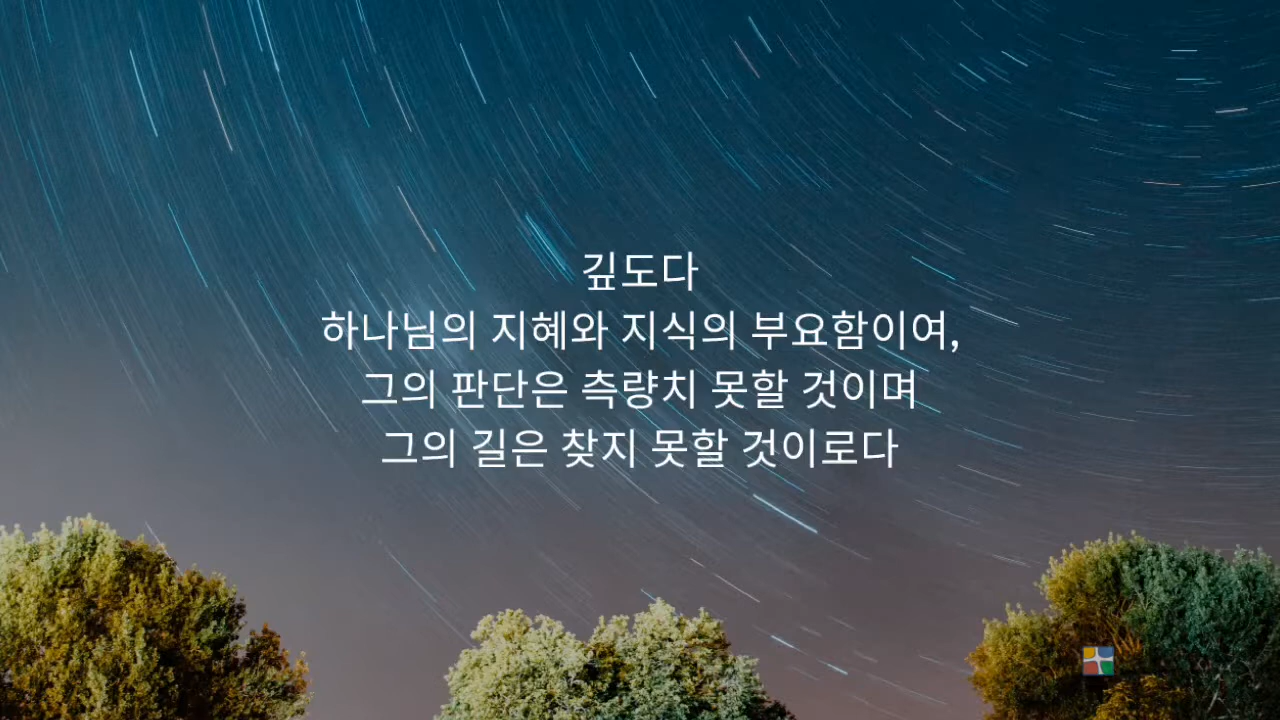 깊도다
하나님의 지혜와 지식의 부요함이여,
그의 판단은 측량치 못할 것이며
그의 길은 찾지 못할 것이로다